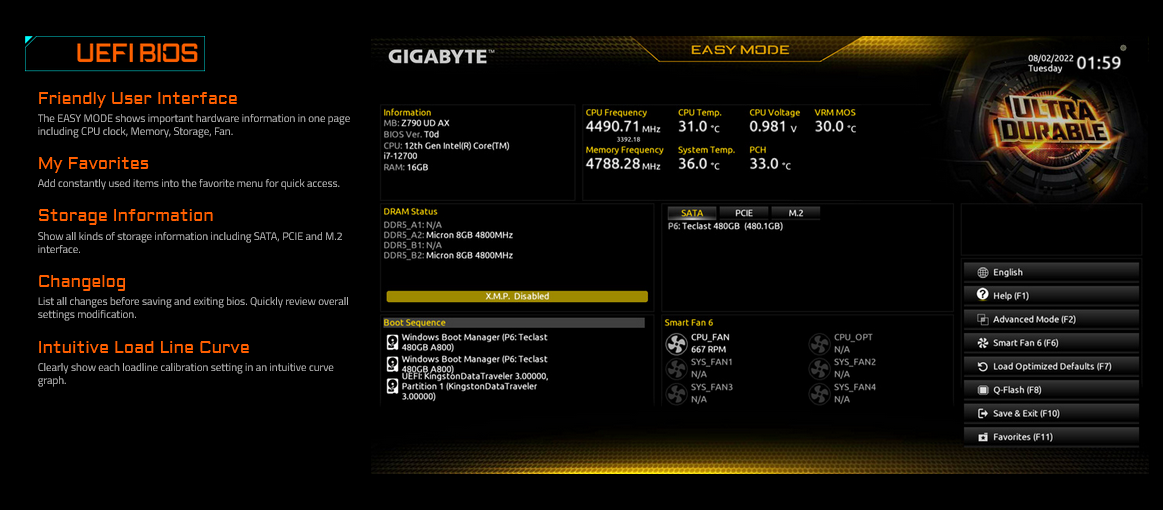 UEFI BIOS
Friendly User Interface
The EASY MODE shows important hardware information in one page
including CPU clock, Memory, Storage, Fan.
My Favorites
Add constantly used items into the favorite menu for quick access.
Storage Information
Show all kinds of storage information including SATA, PCIE and M.2
interface.
Changelog
List all changes before saving and exiting bios. Quickly review overall
settings modification.
Intuitive Load Line Curve
Clearly show each loadline calibration setting in an intuitive curve
graph.
GIGABYTE™
EASY MODE
08/02/2022
Tuesday
01:59
ULTRA
DURABLE
Information
MB: Z790 UD AX
BIOS Ver. T0d
CPU: 12th Gen Intel(R) Core(TM)
i7-12700
RAM: 16GB
CPU Frequency
4490.71 MHz
3392.18
CPU Temp.
31.0 °C
CPU Voltage
0.981 V
VRM MOS
30.0 °C
Memory Frequency
4788.28 MHz
System Temp.
36.0 °C
PCH
33.0 °C
DRAM Status
DDR5_A1: N/A
DDR5_A2: Micron 8GB 4800MHz
DDR5_B1: N/A
DDR5_B2: Micron 8GB 4800MHz
X.M.P. Disabled
SATA
PCIE
M.2
P6: Teclast 480GB (480.1GB)
Boot Sequence
Windows Boot Manager (P6: Teclast
480GB A800)
Windows Boot Manager (P6: Teclast
480GB A800)
UEFI: KingstonDataTraveler 3.00000,
Partition 1 (KingstonDataTraveler
3.00000)
Smart Fan 6
CPU_FAN
667 RPM
CPU_OPT
N/A
SYS_FAN1
N/A
SYS_FAN2
N/A
SYS_FAN3
N/A
SYS_FAN4
N/A
English
Help (F1)
Advanced Mode (F2)
Smart Fan 6 (F6)
Load Optimized Defaults (F7)
Q-Flash (F8)
Save & Exit (F10)
Favorites (F11)